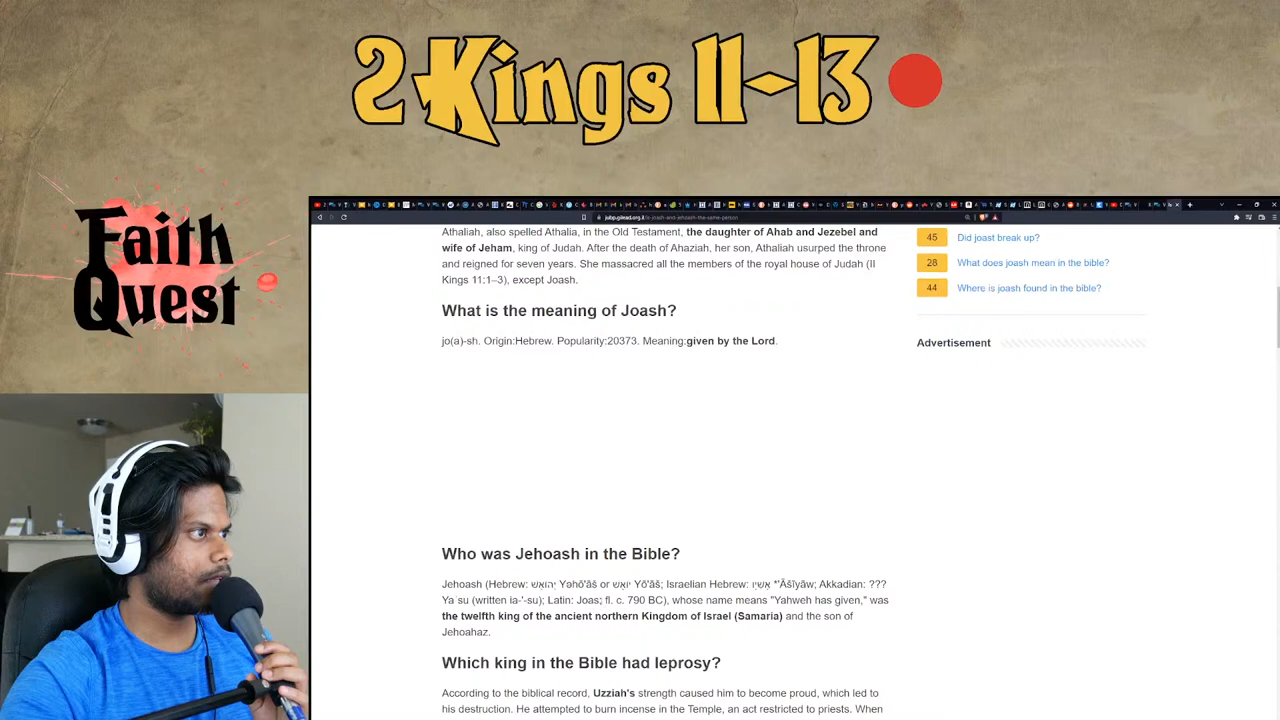 2 Kings 11-13
Faith
Quest
Athaliah, also spelled Athalia, in the Old Testament, the daughter of Ahab and Jezebel and
wife of Jeham, king of Judah. After the death of Ahaziah, her son, Athaliah usurped the throne
and reigned for seven years. She massacred all the members of the royal house of Judah (II
Kings 11:1–3), except Joash.
What is the meaning of Joash?
jo(a)-sh. Origin:Hebrew. Popularity:20373. Meaning:given by the Lord.
Who was Jehoash in the Bible?
Jehoash (Hebrew: יְהוֹאָשׁ Yəhō'āš or יוֹאָשׁ Yō'āš; Israelian Hebrew: *'Āšīyāw; Akkadian: ???
(written ia-'-su); Latin: Joas; fl. c. 790 BC), whose name means "Yahweh has given," was
the twelfth king of the ancient northern Kingdom of Israel (Samaria) and the son of
Jehoahaz.
Which king in the Bible had leprosy?
According to the biblical record, Uzziah's strength caused him to become proud, which led to
his destruction. He attempted to burn incense in the Temple, an act restricted to priests. When
45 Did joast break up?
28 What does joash mean in the bible?
44 Where is joash found in the bible?
Advertisement